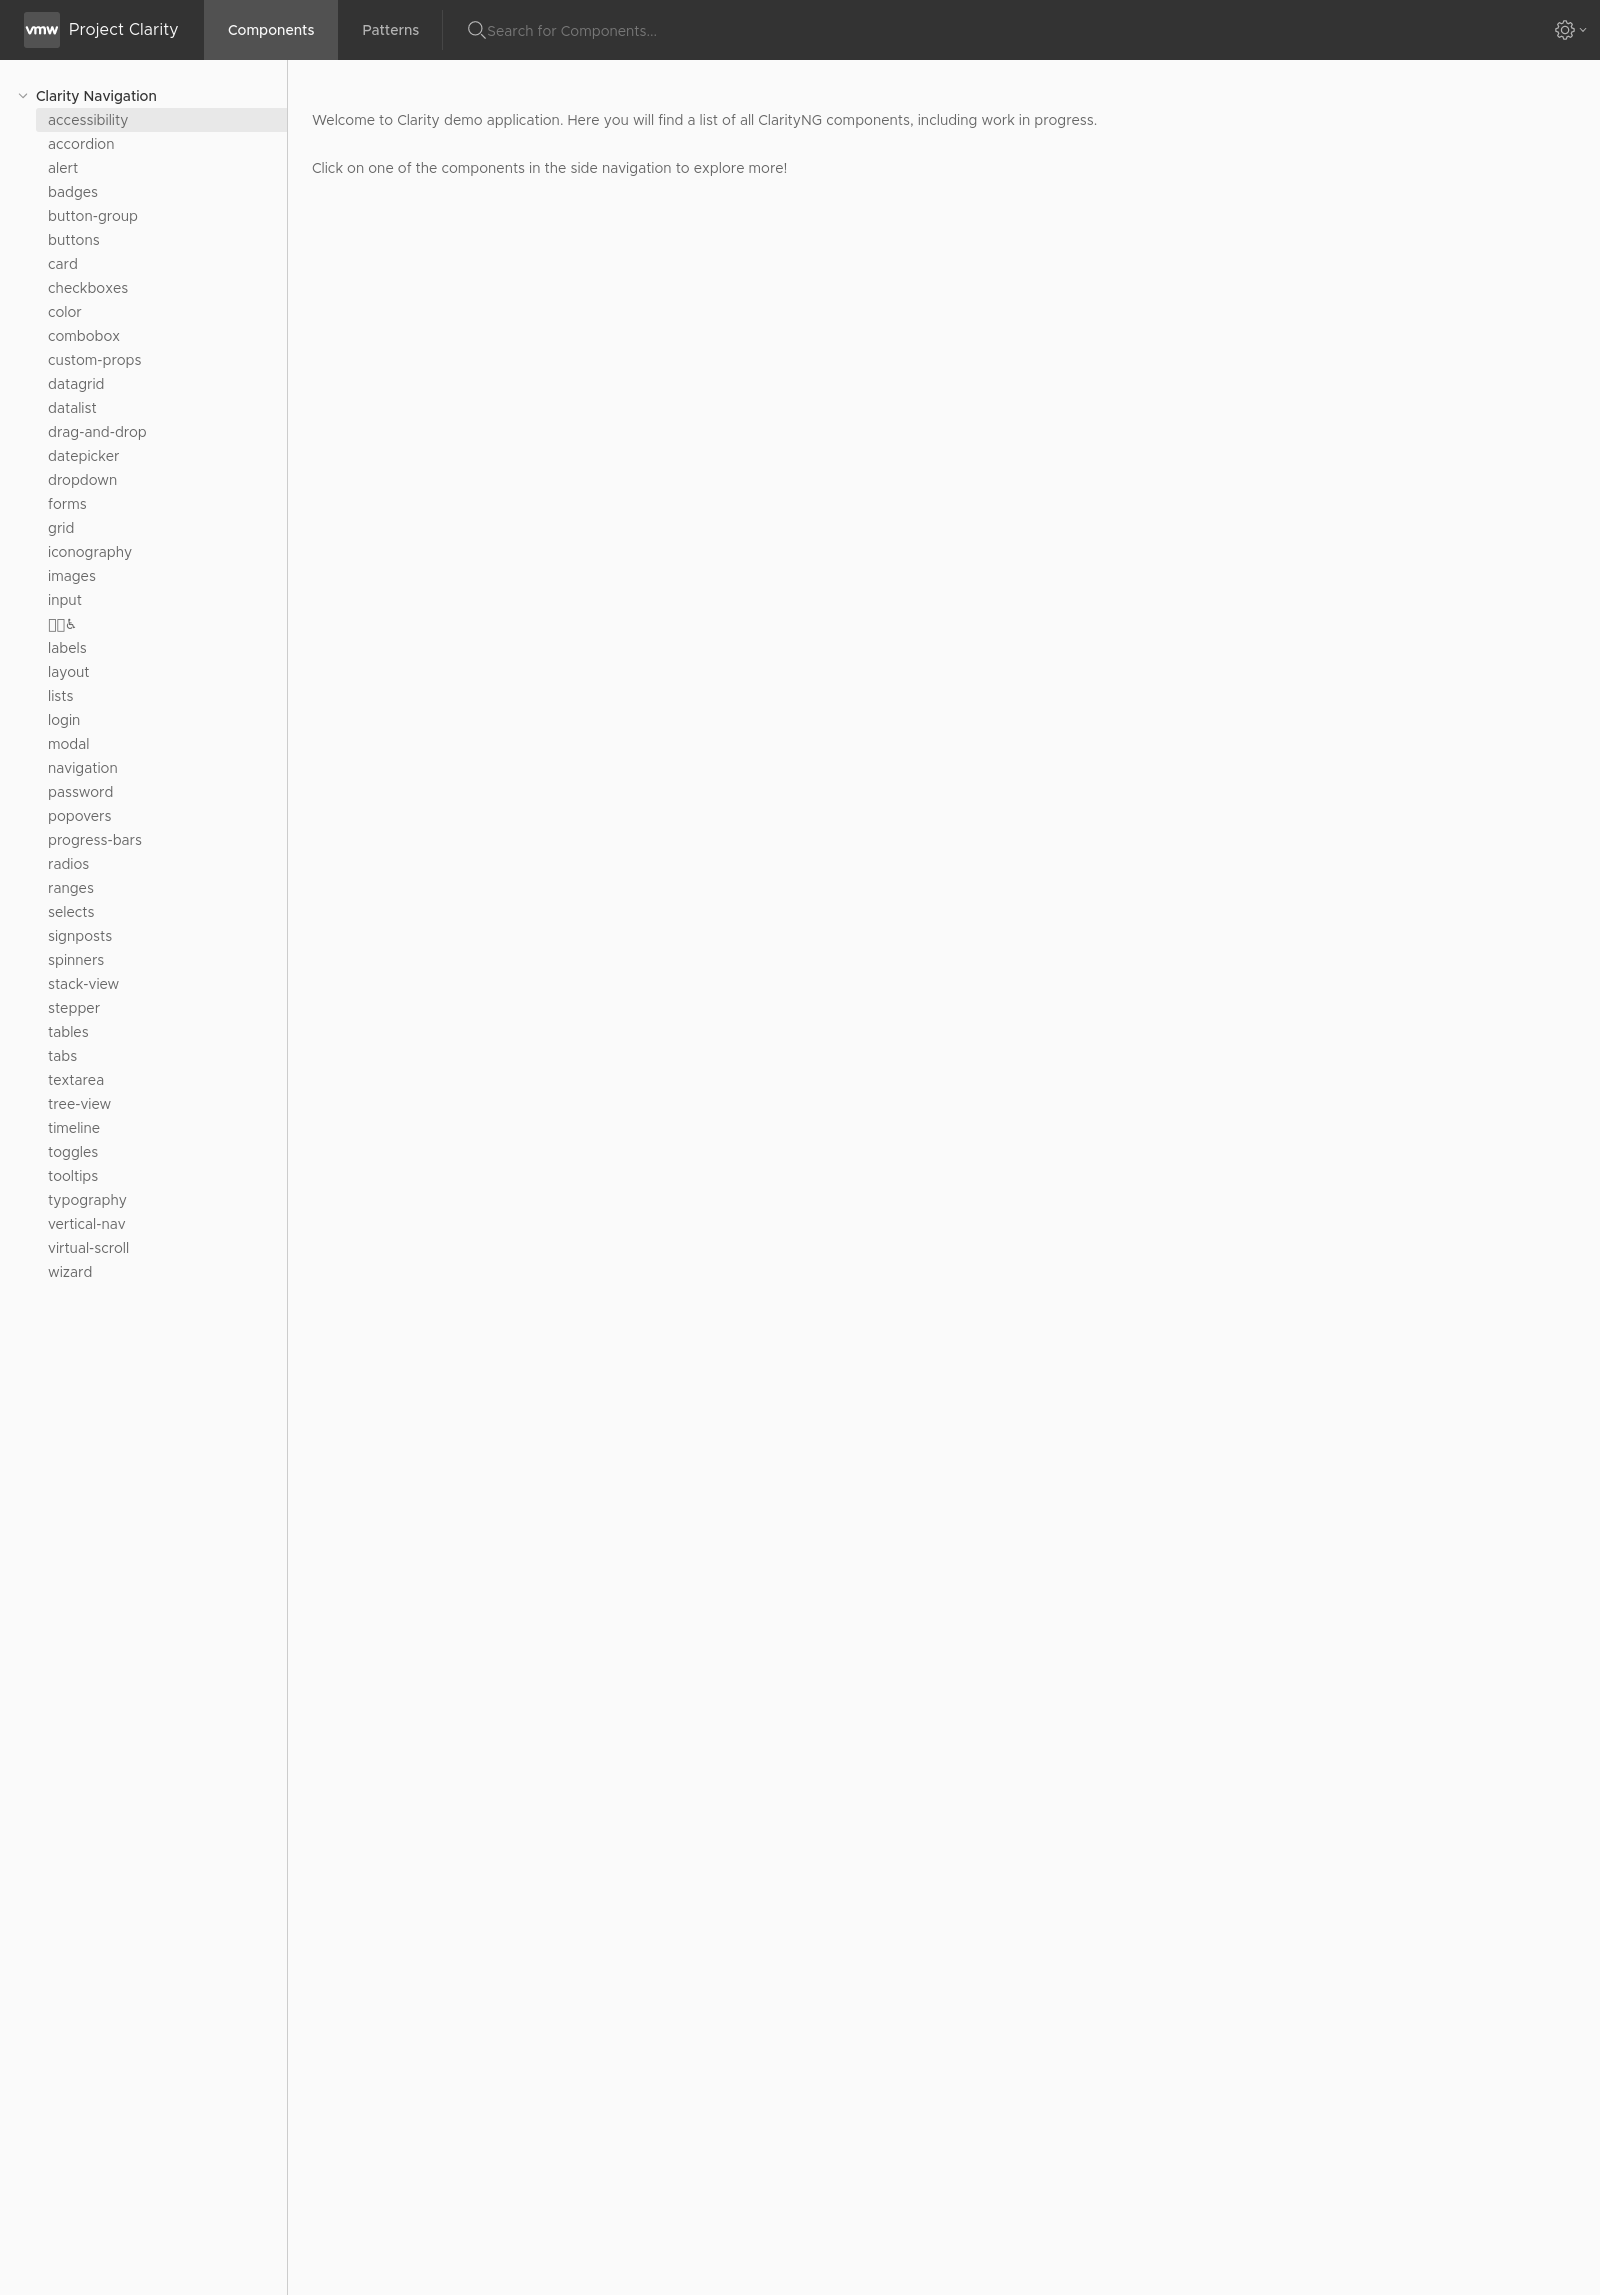 vmw Project Clarity Components Patterns Search for Components...
Clarity Navigation
accessibility
Welcome to Clarity demo application. Here you will find a list of all ClarityNG components, including work in progress.
accordion
alert
Click on one of the components in the side navigation to explore more!
badges
button-group
buttons
card
checkboxes
color
combobox
custom-props
datagrid
datalist
drag-and-drop
datepicker
dropdown
forms
grid
iconography
images
input
♿
labels
layout
lists
login
modal
navigation
password
popovers
progress-bars
radios
ranges
selects
signposts
spinners
stack-view
stepper
tables
tabs
textarea
tree-view
timeline
toggles
tooltips
typography
vertical-nav
virtual-scroll
wizard